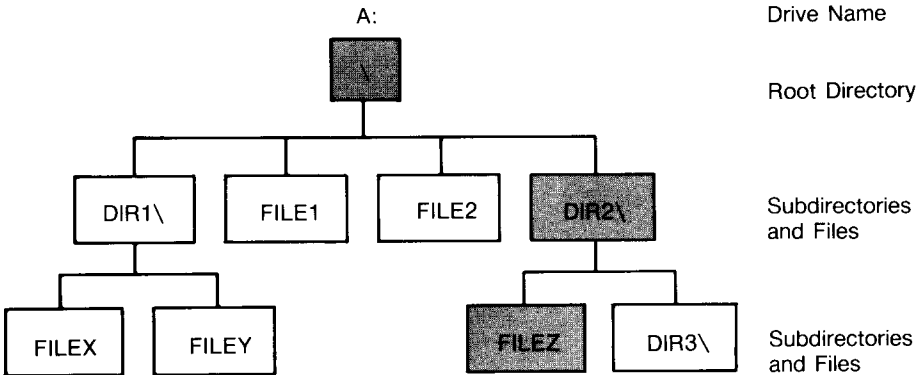 A:
Drive Name
\
Root Directory
DIR1\
FILE1
FILE2
DIR2\
Subdirectories
and Files
FILEX
FILEY
FILEZ
DIR3\
Subdirectories
and Files